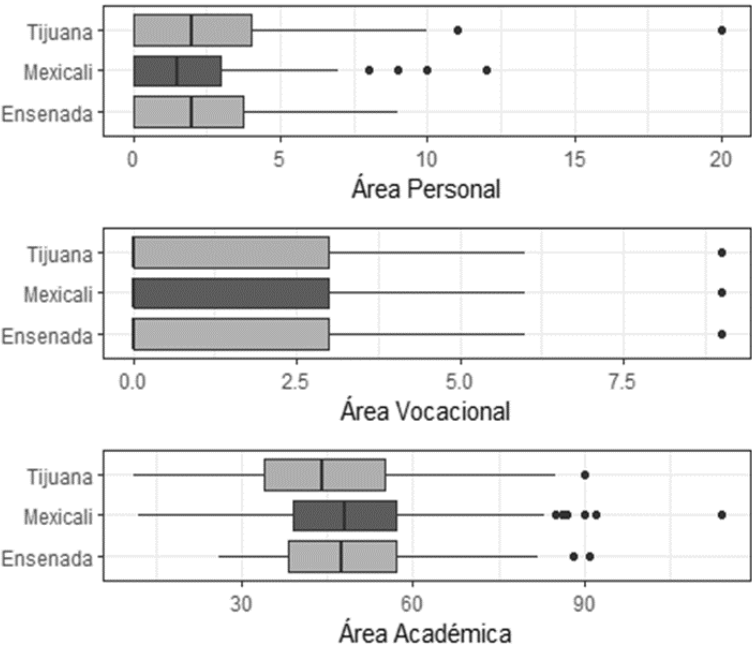 Tijuana
Mexicali
Ensenada
0 5 10 15 20
Área Personal
Tijuana
Mexicali
Ensenada
0.0 2.5 5.0 7.5
Área Vocacional
Tijuana
Mexicali
Ensenada
30 60 90
Área Académica